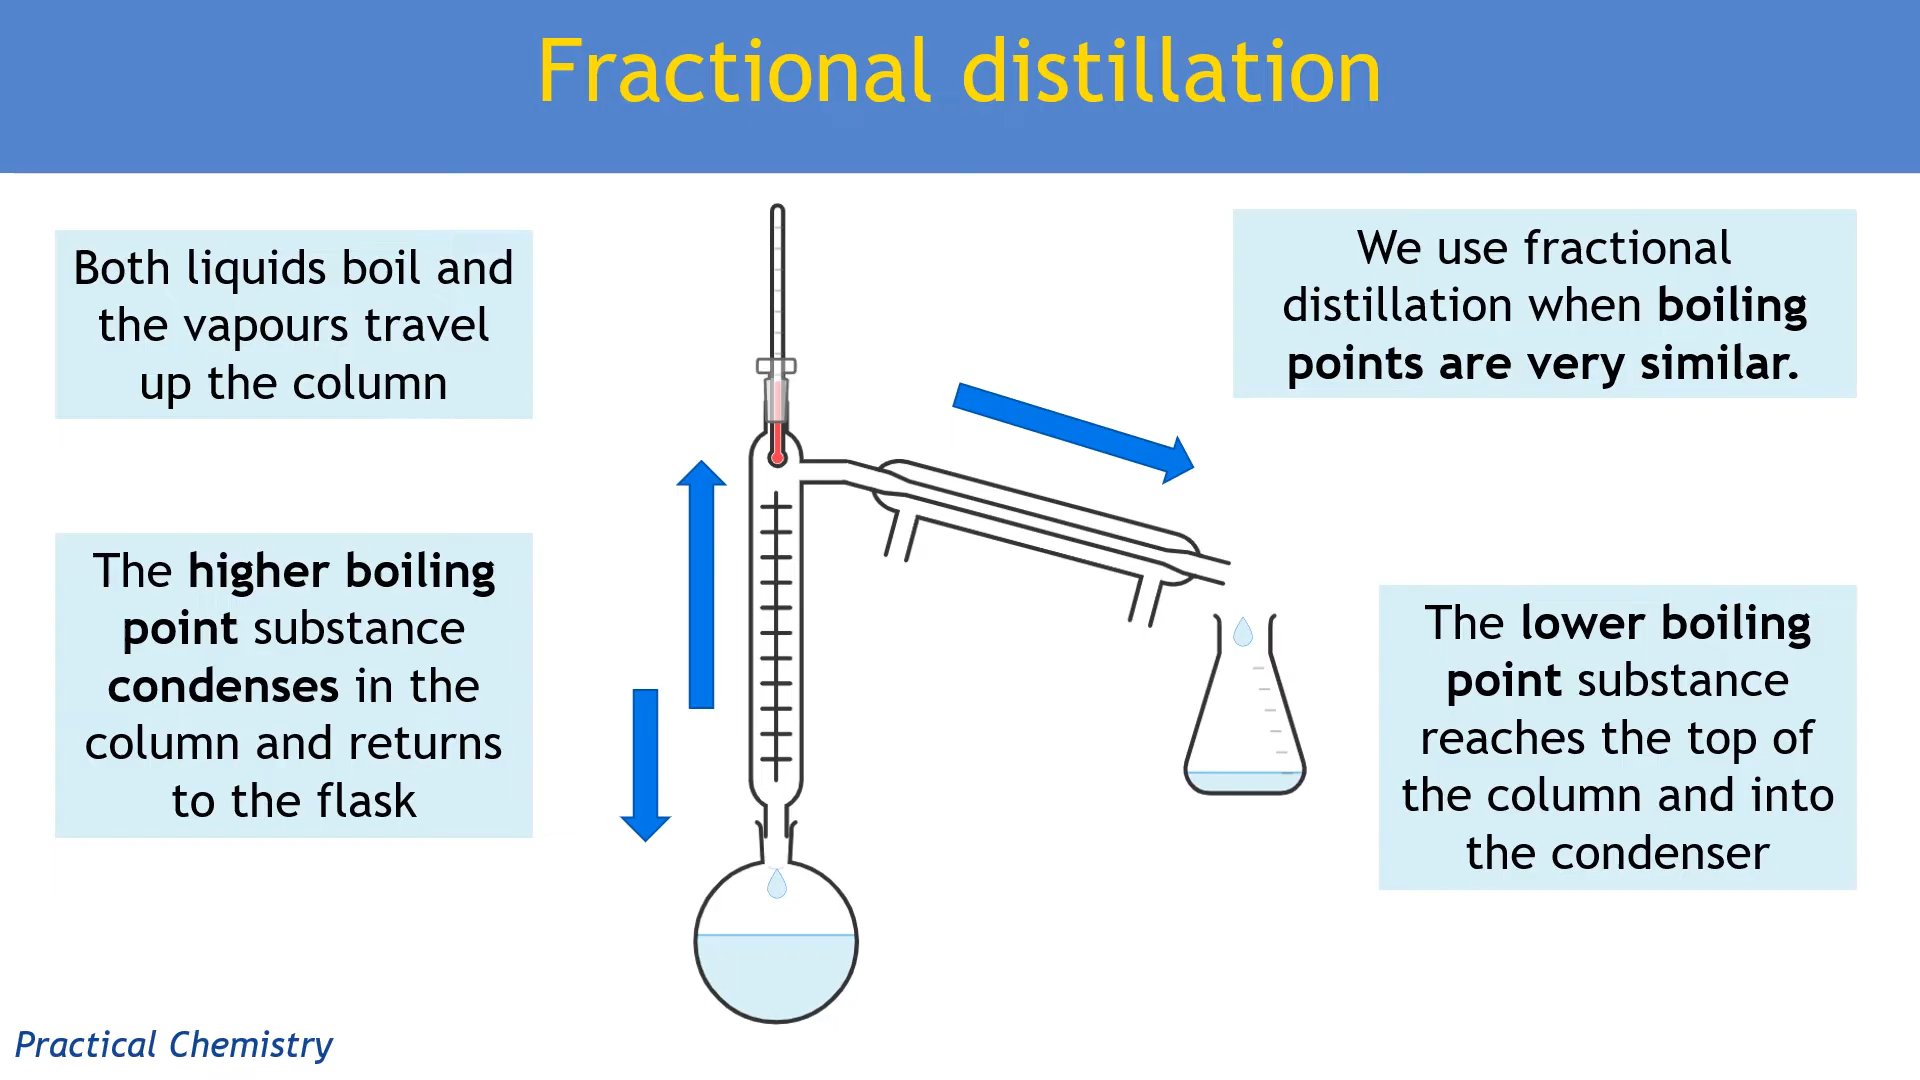 Fractional distillation
Both liquids boil and
the vapours travel
up the column
We use fractional
distillation when boiling
points are very similar.
The higher boiling
point substance
condenses in the
column and returns
to the flask
The lower boiling
point substance
reaches the top of
the column and into
the condenser
Practical Chemistry